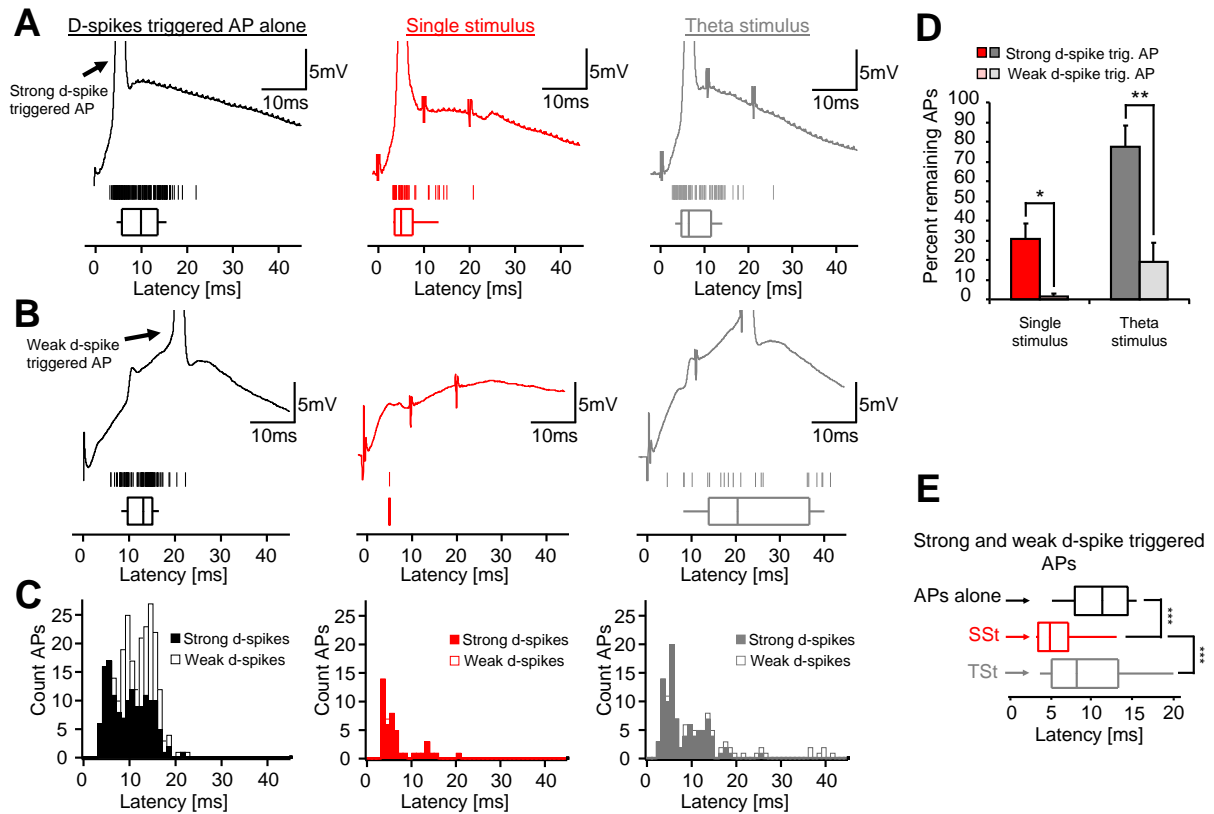 A
D-spikes triggered AP alone
Single stimulus
Theta stimulus
Strong d-spike
triggered AP
5mV
10ms
5mV
10ms
5mV
10ms
0 10 20 30 40
Latency [ms]
0 10 20 30 40
Latency [ms]
0 10 20 30 40
Latency [ms]
B
Weak d-spike
triggered AP
5mV
10ms
5mV
10ms
5mV
10ms
0 10 20 30 40
Latency [ms]
0 10 20 30 40
Latency [ms]
0 10 20 30 40
Latency [ms]
C
Count APs
25
20
15
10
5
0
Strong d-spikes
Weak d-spikes
0 10 20 30 40
Latency [ms]
Count APs
25
20
15
10
5
0
Strong d-spikes
Weak d-spikes
0 10 20 30 40
Latency [ms]
Count APs
25
20
15
10
5
0
Strong d-spikes
Weak d-spikes
0 10 20 30 40
Latency [ms]
D
Strong d-spike trig. AP
Weak d-spike trig. AP
Percent remaining APs
100
90
80
70
60
50
40
30
20
10
0
*
**
Single
stimulus
Theta
stimulus
E
Strong and weak d-spike triggered
APs
APs alone
SSt
TSt
***
***
0 5 10 15 20
Latency [ms]